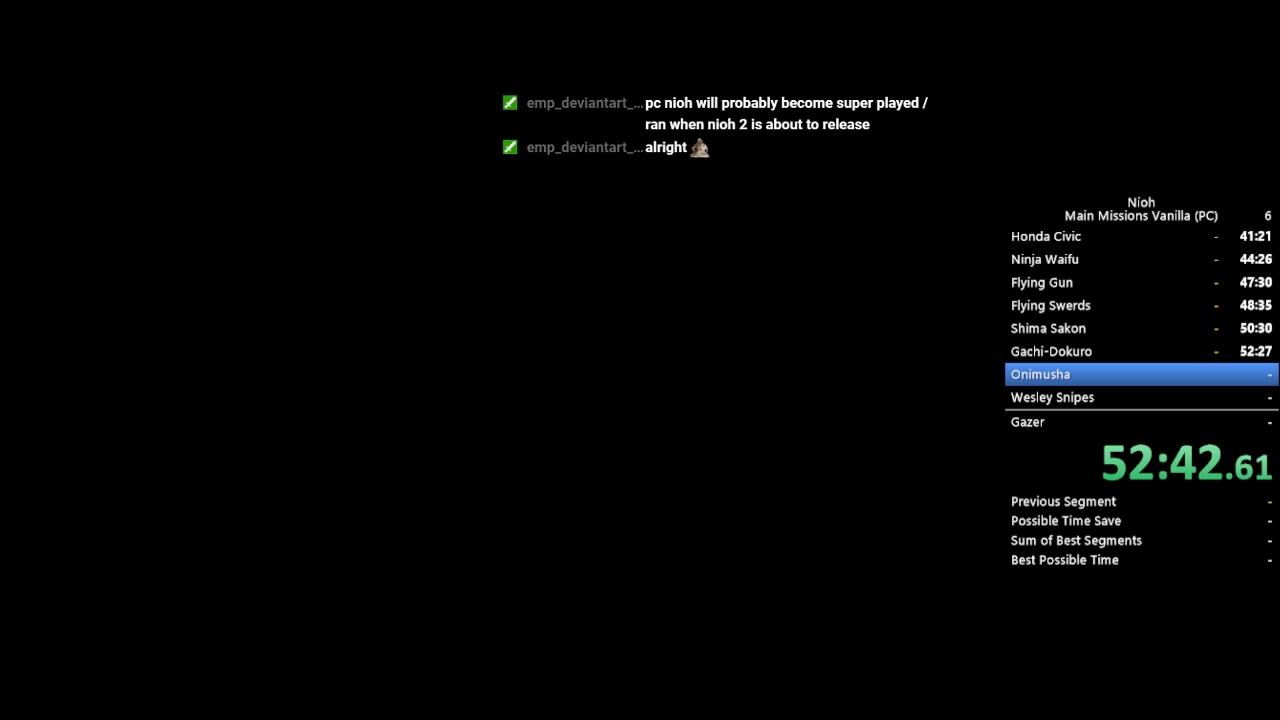 emp_deviantart_... pc nioh will probably become super played /
ran when nioh 2 is about to release
emp_deviantart_... alright
Nioh
Main Missions Vanilla (PC) 6
Honda Civic - 41:21
Ninja Waifu - 44:26
Flying Gun - 47:30
Flying Swerds - 48:35
Shima Sakon - 50:30
Gachi-Dokuro - 52:27
Onimusha -
Wesley Snipes -
Gazer -
52:42.61
Previous Segment -
Possible Time Save -
Sum of Best Segments -
Best Possible Time -